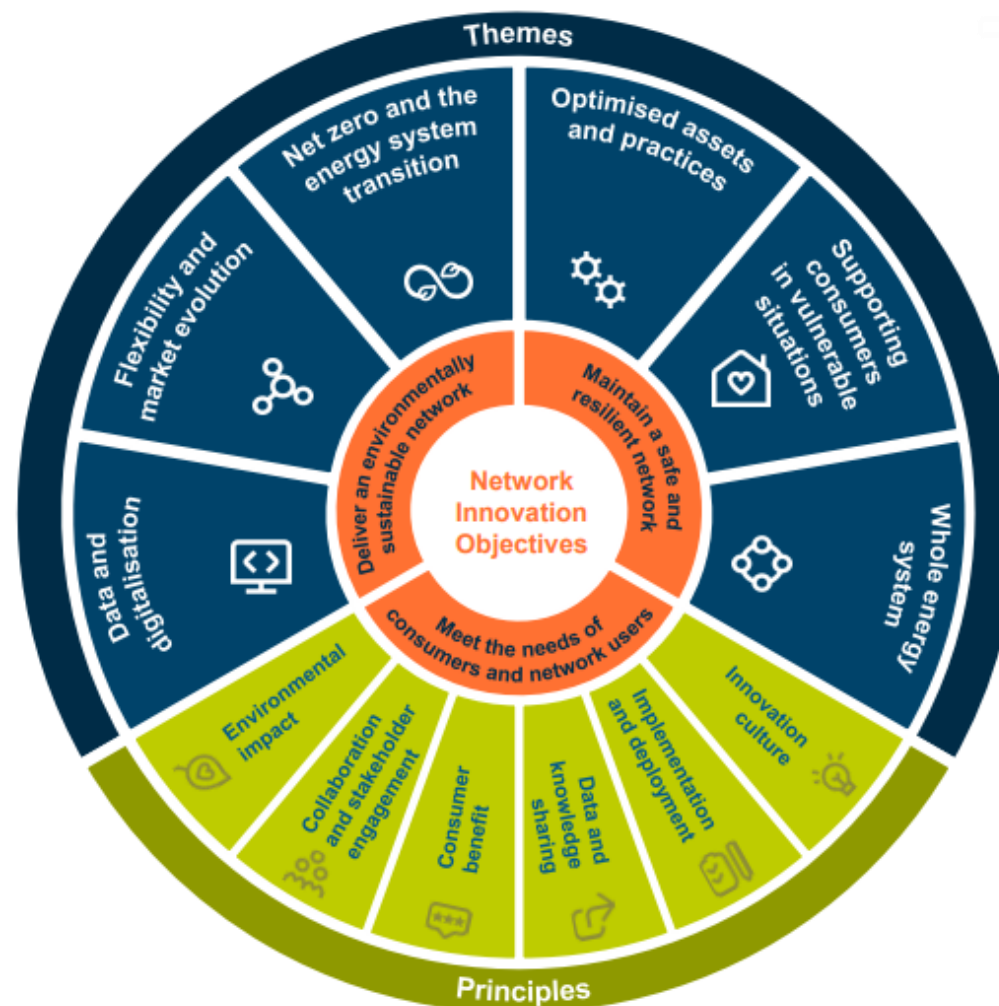 Themes
Data and
digitalisation
Flexibility and
market evolution
Net zero and the
energy system
transition
Optimised assets
and practices
Supporting
consumers
in vulnerable
situations
Whole energy
system
Deliver an environmentally
sustainable network
Maintain a safe and
resilient network
Meet the needs of
consumers and network users
Network
Innovation
Objectives
Environmental
impact
Collaboration
and stakeholder
engagement
Consumer
benefit
Data and
knowledge
sharing
Implementation
and deployment
Innovation
culture
Principles